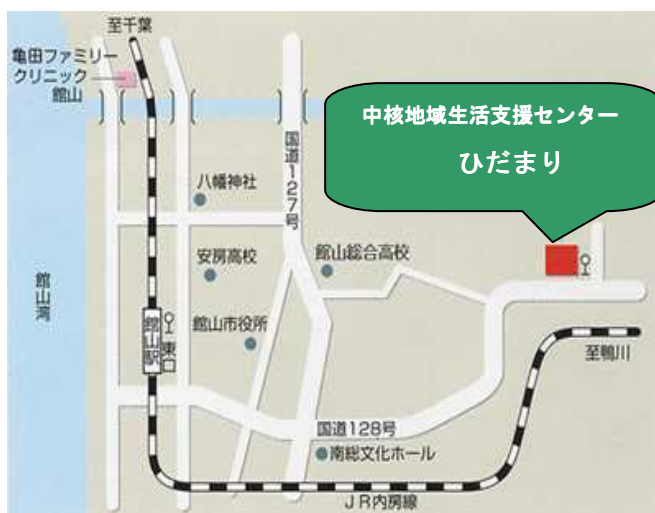 至千葉
亀田ファミリー
クリニック
館山
中核地域生活支援センター
ひだまり
国道127号
八幡神社
安房高校
館山総合高校
館山湾
館山市役所
館山駅
東口
至鴨川
国道128号
南総文化ホール
JR内房線